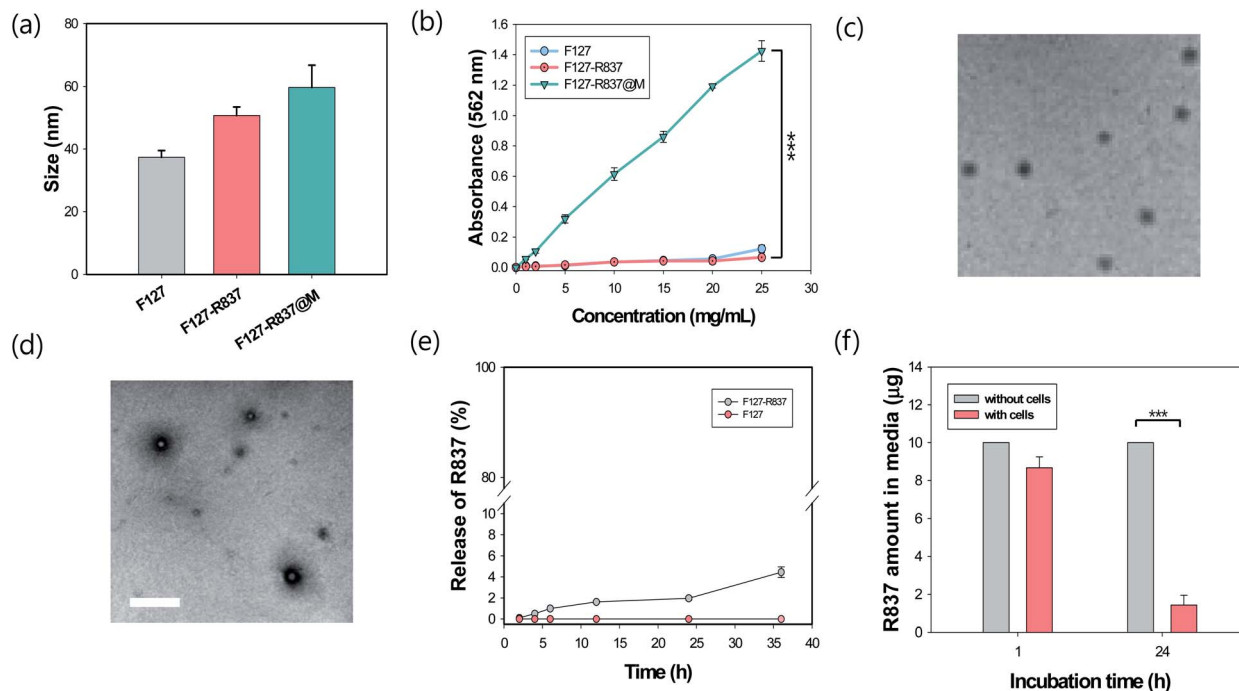 (a)
80
60
40
20
0
Size (nm)
F127
F127-R837
F127-R837@M
(b)
1.6
1.4
1.2
1.0
0.8
0.6
0.4
0.2
0.0
Absorbance (562 nm)
F127
F127-R837
F127-R837@M
***
0 5 10 15 20 25 30
Concentration (mg/mL)
(c)
(d)
(e)
100
80
10
8
6
4
2
0
Release of R837 (%)
F127-R837
F127
0 5 10 15 20 25 30 35 40
Time (h)
(f)
14
12
10
8
6
4
2
0
R837 amount in media (μg)
without cells
with cells
***
1 24
Incubation time (h)